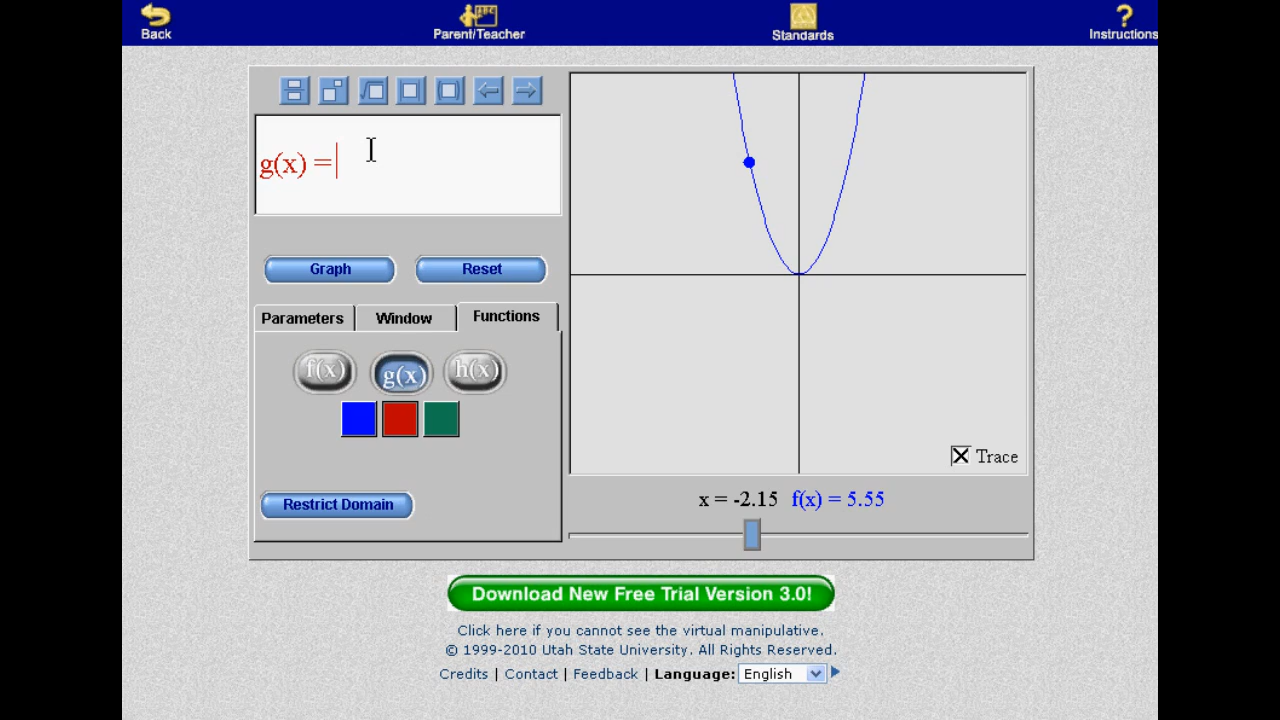 Back
Parent/Teacher
Standards
?
Instructions
g(x) =
Graph
Reset
Parameters
Window
Functions
f(x)
g(x)
h(x)
Restrict Domain
Trace
x = -2.15 f(x) = 5.55
Download New Free Trial Version 3.0!
Click here if you cannot see the virtual manipulative.
© 1999-2010 Utah State University. All Rights Reserved.
Credits | Contact | Feedback | Language: English